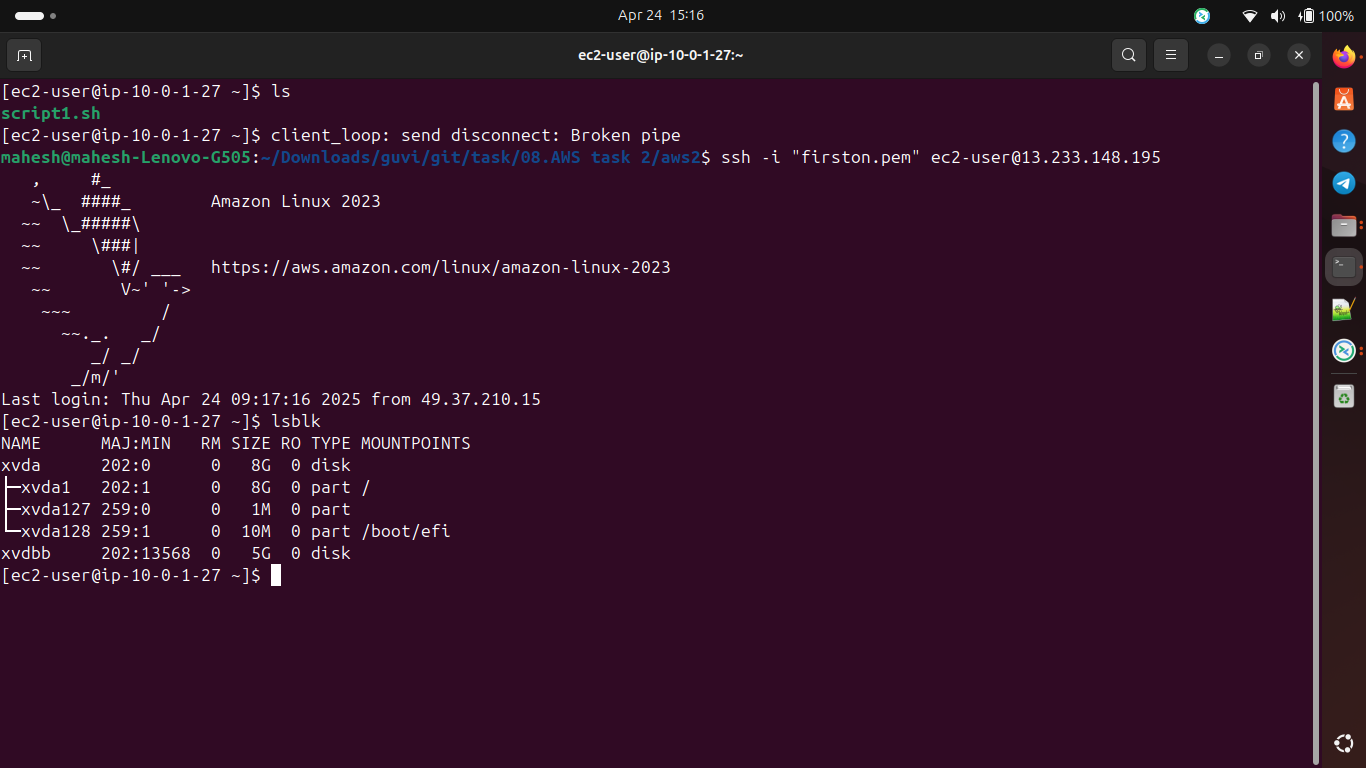 Apr 24 15:16
100%
ec2-user@ip-10-0-1-27:~
[ec2-user@ip-10-0-1-27 ~]$ ls
script1.sh
[ec2-user@ip-10-0-1-27 ~]$ client_loop: send disconnect: Broken pipe
mahesh@mahesh-Lenovo-G505:~/Downloads/guvi/git/task/08.AWS task 2/aws2$ ssh -i "firston.pem" ec2-user@13.233.148.195
   ,     #_
   ~\_  ####_        Amazon Linux 2023
  ~~  \_#####\
  ~~     \###|
  ~~       \#/ ___   https://aws.amazon.com/linux/amazon-linux-2023
   ~~       V~' '->
    ~~~         /
      ~~._.   _/
         _/ _/
       _/m/'
Last login: Thu Apr 24 09:17:16 2025 from 49.37.210.15
[ec2-user@ip-10-0-1-27 ~]$ lsblk
NAME      MAJ:MIN   RM SIZE RO TYPE MOUNTPOINTS
xvda      202:0      0   8G  0 disk
├─xvda1   202:1      0   8G  0 part /
├─xvda127 259:0      0   1M  0 part
└─xvda128 259:1      0  10M  0 part /boot/efi
xvdbb     202:13568  0   5G  0 disk
[ec2-user@ip-10-0-1-27 ~]$